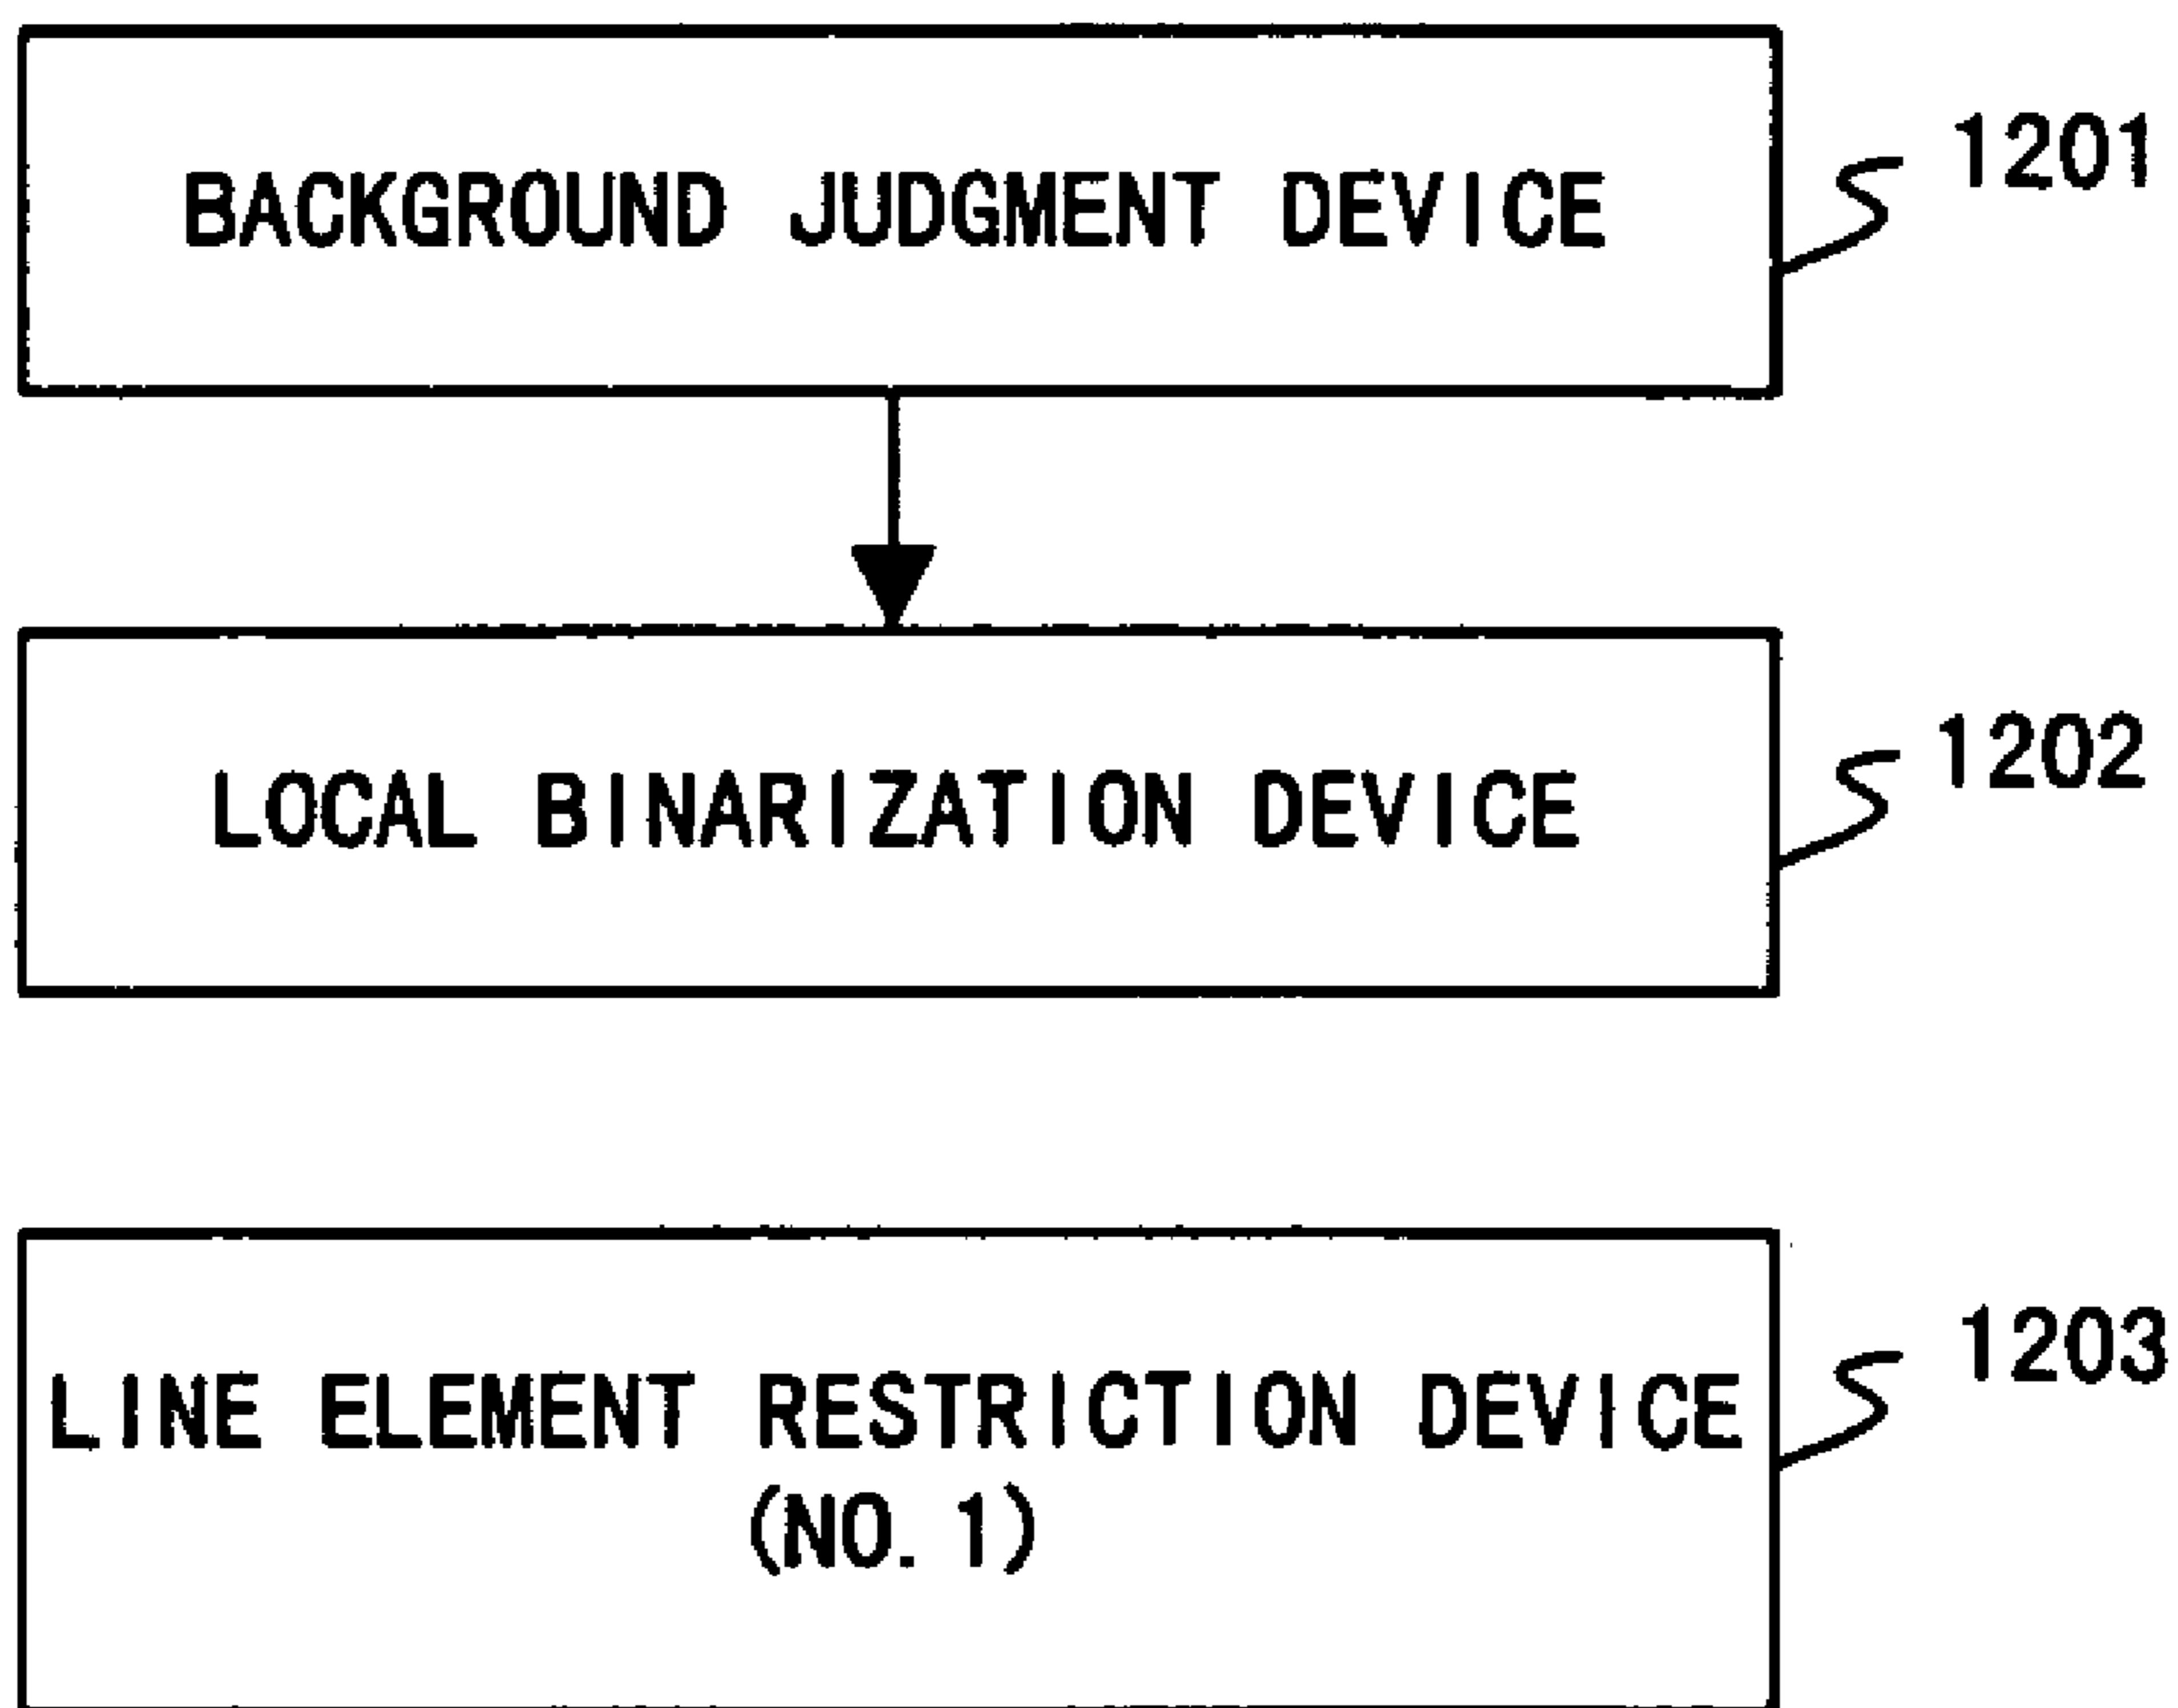 BACKGROUND JUDGMENT DEVICE
1201
LOCAL BINARIZATION DEVICE
1202
LINE ELEMENT RESTRICTION DEVICE
(NO. 1)
1203